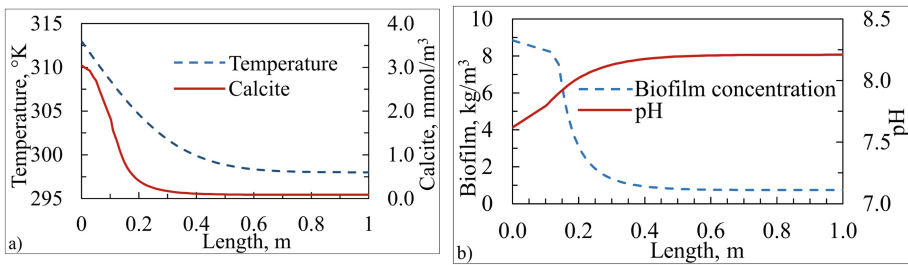 315
310
305
300
295
Temperature, °K
4.0
3.0
2.0
1.0
0.0
Calcite, mmol/m³
Temperature
Calcite
0
0.2
0.4
0.6
0.8
1
Length, m
a)
10
8
6
4
2
0
Biofilm, kg/m³
8.5
8.0
7.5
7.0
pH
Biofilm concentration
pH
0.0
0.2
0.4
0.6
0.8
1.0
Length, m
b)